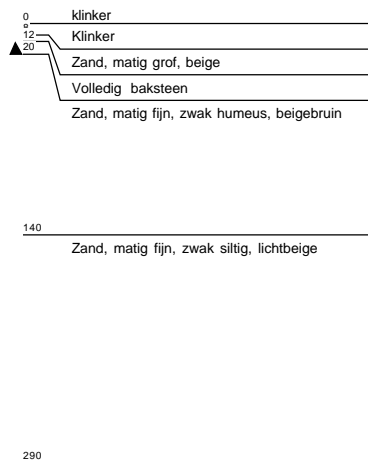 0 klinker
8
12 Klinker
20
Zand, matig grof, beige
Volledig baksteen
Zand, matig fijn, zwak humeus, beigebruin
140
Zand, matig fijn, zwak siltig, lichtbeige
290